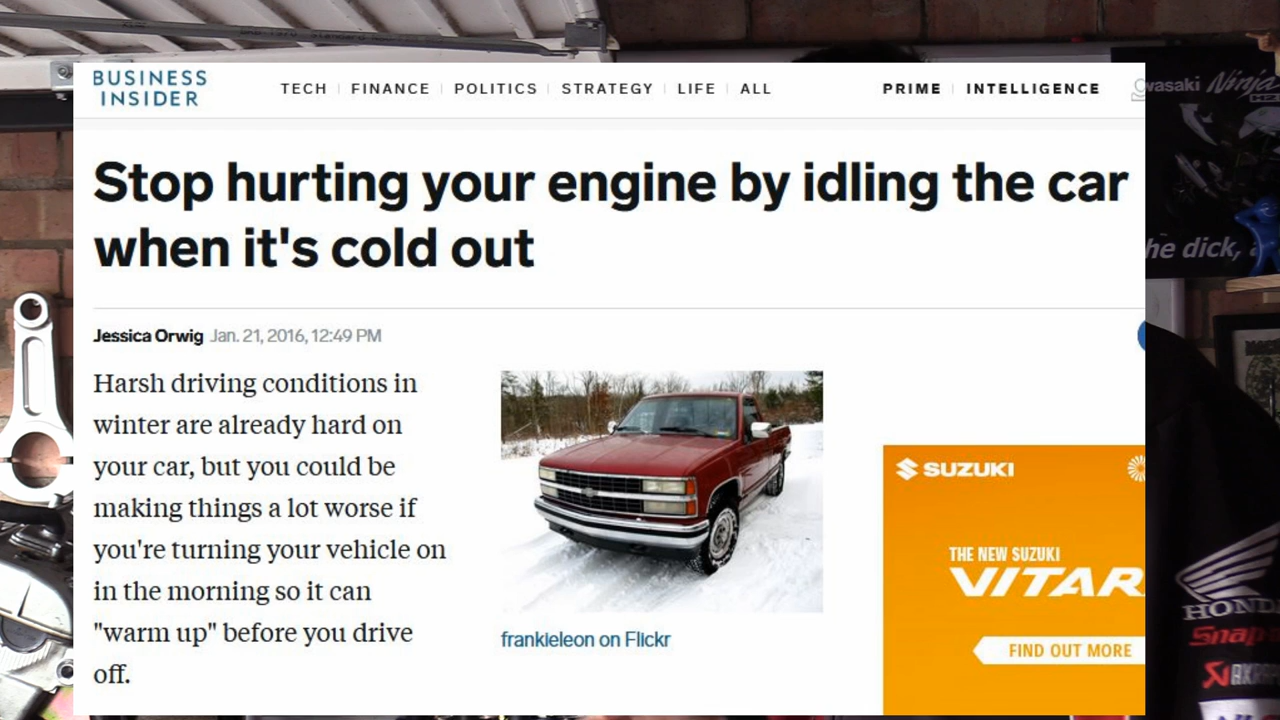 BUSINESS
INSIDER
TECH
FINANCE
POLITICS
STRATEGY
LIFE
ALL
PRIME
INTELLIGENCE
Stop hurting your engine by idling the car
when it's cold out
Jessica Orwig Jan. 21, 2016, 12:49 PM
Harsh driving conditions in
winter are already hard on
your car, but you could be
making things a lot worse if
you're turning your vehicle on
in the morning so it can
"warm up" before you drive
off.
frankieleon on Flickr
SUZUKI
THE NEW SUZUKI
VITAR
FIND OUT MORE
wasaki Ninja
he dick, a
HOND
Snap
AKRAP